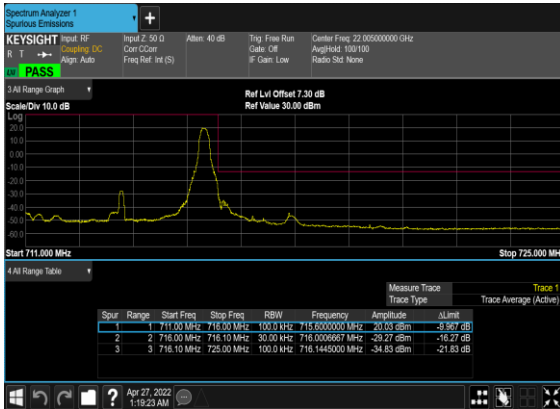 Spectrum Analyzer 1
Spurious Emissions
KEYSIGHT Input: RF Input Z: 50 Ω Atten: 40 dB Trig: Free Run Center Freq: 22.005000000 GHz
R T Coupling: DC Corr CCorr Gate: Off Avg|Hold: 100/100
Align: Auto Freq Ref: Int (S) IF Gain: Low Radio Std: None
LXI PASS
3 All Range Graph
Ref Lvl Offset 7.30 dB
Scale/Div 10.0 dB Ref Value 30.00 dBm
Log
20.0
10.0
0.00
-10.0
-20.0
-30.0
-40.0
-50.0
-60.0
Start 711.000 MHz Stop 725.000 MH
4 All Range Table
Measure Trace Trace 1
Trace Type Trace Average (Active)
Spur Range Start Freq Stop Freq RBW Frequency Amplitude ΔLimit
1 1 711.00 MHz 716.00 MHz 100.0 kHz 715.6000000 MHz 20.03 dBm -9.967 dB
2 2 716.00 MHz 716.10 MHz 30.00 kHz 716.0006667 MHz -29.27 dBm -16.27 dB
3 3 716.10 MHz 725.00 MHz 100.0 kHz 716.1445000 MHz -34.83 dBm -21.83 dB
? Apr 27, 2022
1:19:23 AM